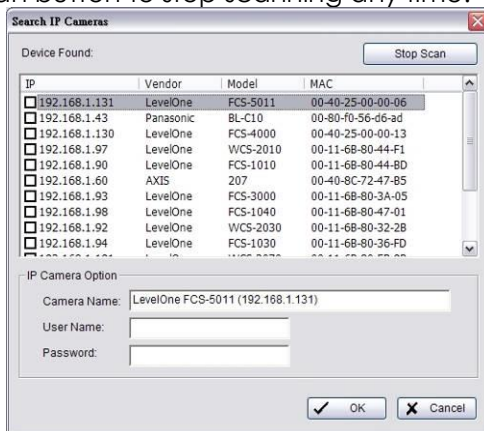 an button to stop scanning any time.
Search IP Cameras
Device Found:
Stop Scan
IP Vendor Model MAC
192.168.1.131 LevelOne FCS-5011 00-40-25-00-00-06
192.168.1.43 Panasonic BL-C10 00-80-f0-56-d6-ad
192.168.1.130 LevelOne FCS-4000 00-40-25-00-00-13
192.168.1.97 LevelOne WCS-2010 00-11-6B-80-44-F1
192.168.1.90 LevelOne FCS-1010 00-11-6B-80-44-BD
192.168.1.60 AXIS 207 00-40-8C-72-47-B5
192.168.1.93 LevelOne FCS-3000 00-11-6B-80-3A-05
192.168.1.98 LevelOne FCS-1040 00-11-6B-80-47-01
192.168.1.92 LevelOne WCS-2030 00-11-6B-80-32-2B
192.168.1.94 LevelOne FCS-1030 00-11-6B-80-36-FD
IP Camera Option
Camera Name: LevelOne FCS-5011 (192.168.1.131)
User Name:
Password:
OK Cancel